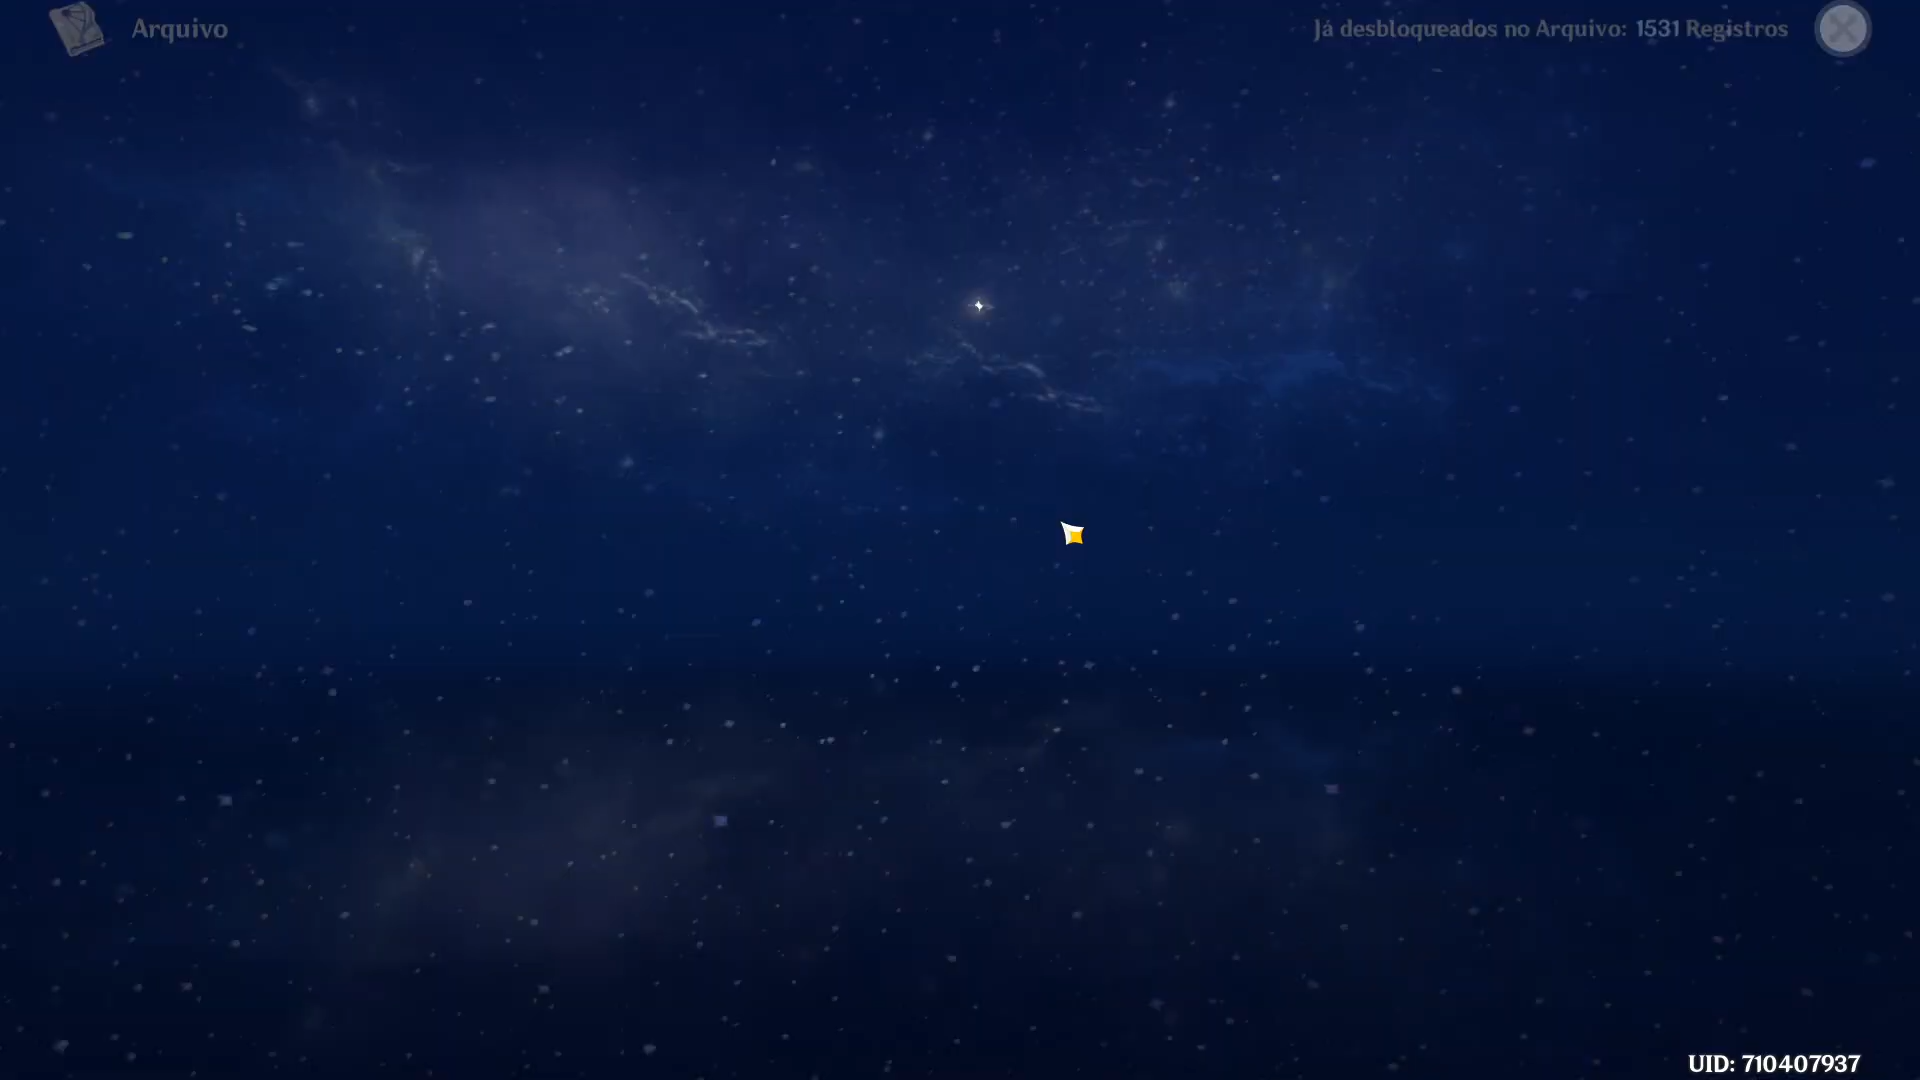 Arquivo
Já desbloqueados no Arquivo: 1531 Registros
UID: 710407937